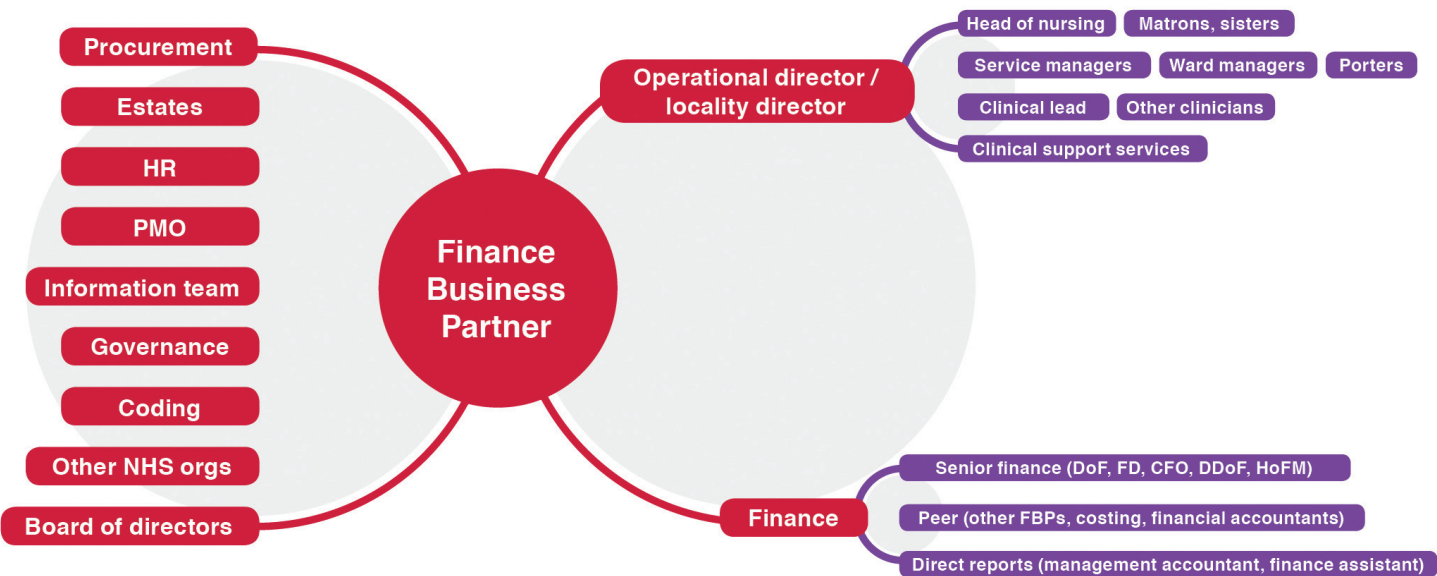 Procurement
Estates
HR
PMO
Information team
Governance
Coding
Other NHS orgs
Board of directors
Finance
Business
Partner
Operational director /
locality director
Head of nursing
Matrons, sisters
Service managers
Ward managers
Porters
Clinical lead
Other clinicians
Clinical support services
Finance
Senior finance (DoF, FD, CFO, DDoF, HoFM)
Peer (other FBPs, costing, financial accountants)
Direct reports (management accountant, finance assistant)